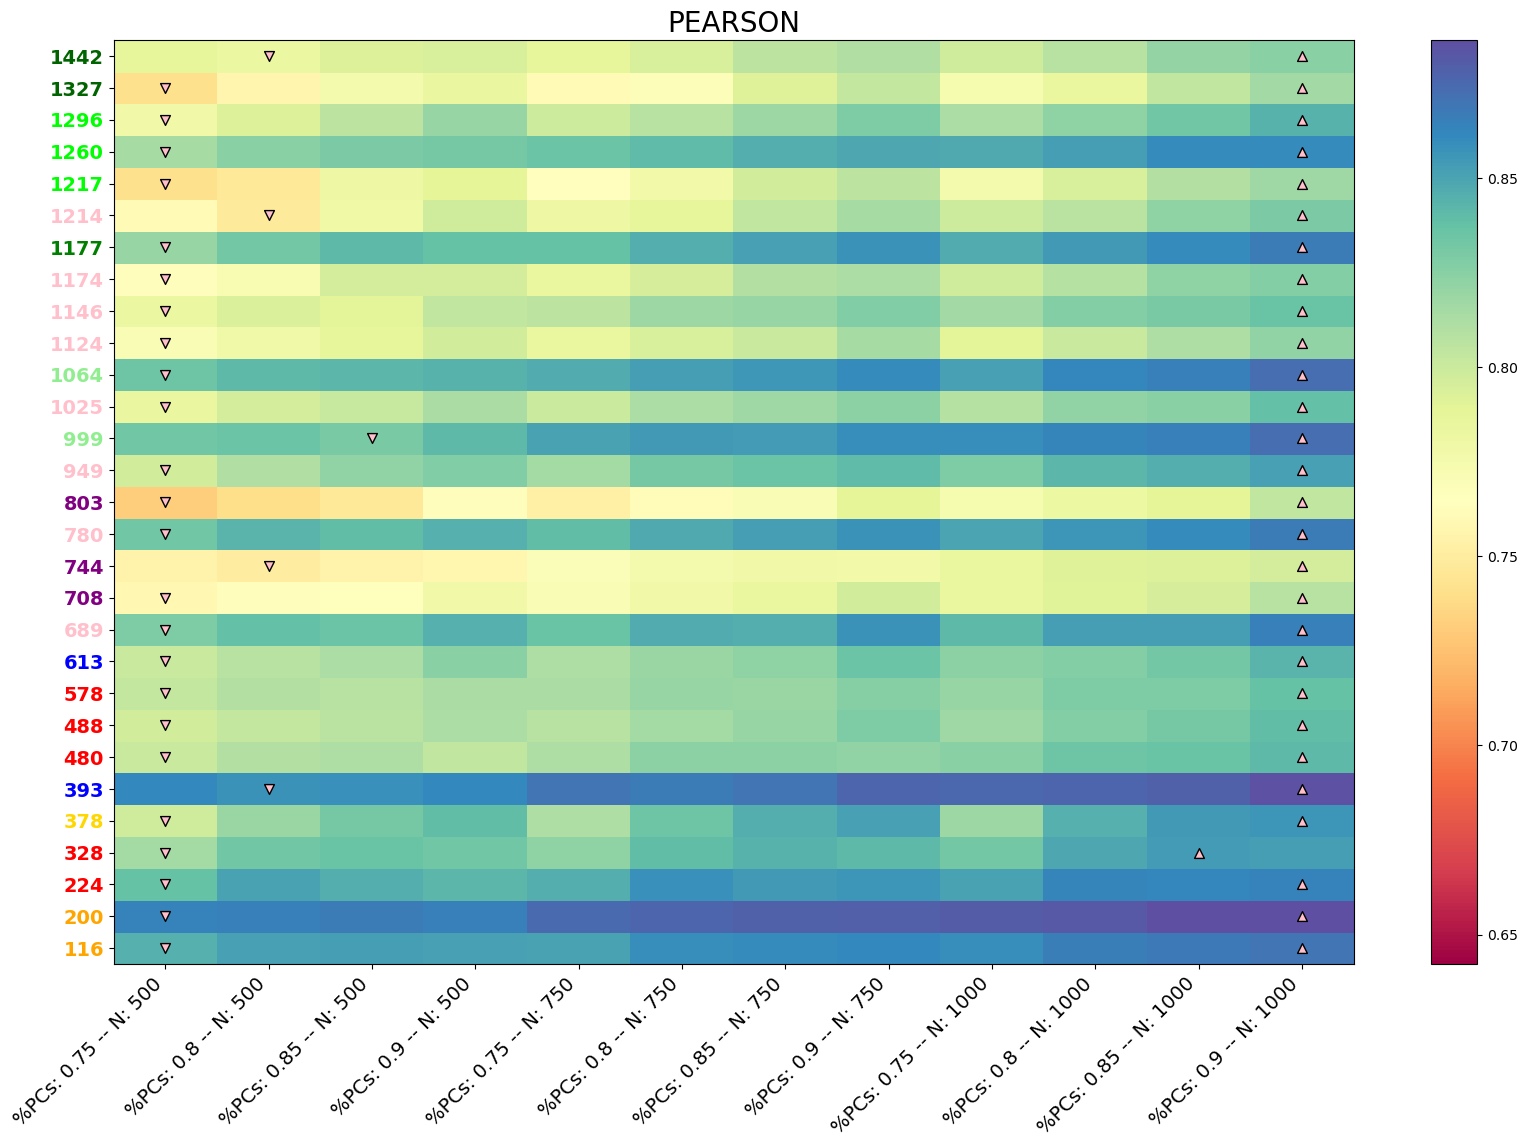 PEARSON
1442
1327
1296
1260
1217
1214
1177
1174
1146
1124
1064
1025
999
949
803
780
744
708
689
613
578
488
480
393
378
328
224
200
116
%PCs: 0.75 -- N: 500
%PCs: 0.8 -- N: 500
%PCs: 0.85 -- N: 500
%PCs: 0.9 -- N: 500
%PCs: 0.75 -- N: 750
%PCs: 0.8 -- N: 750
%PCs: 0.85 -- N: 750
%PCs: 0.9 -- N: 750
%PCs: 0.75 -- N: 1000
%PCs: 0.8 -- N: 1000
%PCs: 0.85 -- N: 1000
%PCs: 0.9 -- N: 1000
0.85
0.80
0.75
0.70
0.65